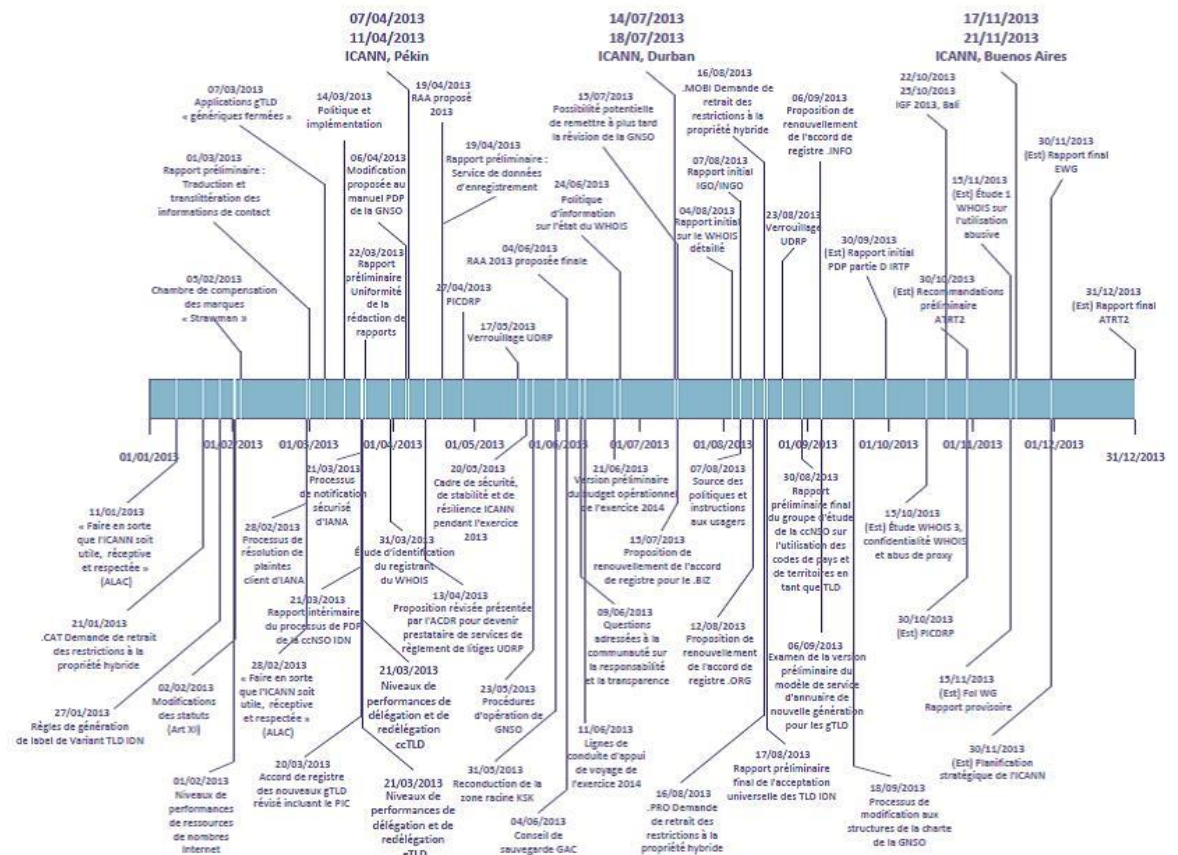 07/04/2013
11/04/2013
ICANN, Pékin
14/07/2013
18/07/2013
ICANN, Durban
17/11/2013
21/11/2013
ICANN, Buenos Aires
07/03/2013
Applications gTLD
« génériques fermées »
14/03/2013
Politique et
implémentation
19/04/2013
RAA proposé
2013
15/07/2013
Possibilité potentielle
de remettre à plus tard
la révision de la GNSO
16/08/2013
.MOBI Demande de
retrait des
restrictions à la
propriété hybride
06/09/2013
Proposition de
renouvellement
de l'accord de
registre .INFO
22/10/2013
25/10/2013
IGF 2013, Bali
30/11/2013
(Est) Rapport final
EWG
01/03/2013
Rapport préliminaire :
Traduction et
translittération des
informations de contact
06/04/2013
Modification
proposée au
manuel PDP
de la GNSO
19/04/2013
Rapport préliminaire :
Service de données
d'enregistrement
24/06/2013
Politique
d'information
sur l'état du WHOIS
07/08/2013
Rapport initial
IGO/INGO
04/08/2013
Rapport initial
sur le WHOIS
détaillé
23/08/2013
Verrouillage
UDRP
15/11/2013
(Est) Étude 1
WHOIS sur
l'utilisation
abusive
05/02/2013
Chambre de compensation
des marques
« Strawman »
22/03/2013
Rapport
préliminaire
Uniformité
de la
rédaction de
rapports
27/04/2013
PICDRP
04/06/2013
RAA 2013 proposée finale
17/05/2013
Verrouillage UDRP
30/09/2013
(Est) Rapport initial
PDP partie D IRTP
30/10/2013
(Est) Recommandations
préliminaire
ATRT2
31/12/2013
(Est) Rapport final
ATRT2
01/01/2013
01/02/2013
01/03/2013
01/04/2013
01/05/2013
01/06/2013
01/07/2013
01/08/2013
01/09/2013
01/10/2013
01/11/2013
01/12/2013
31/12/2013
11/01/2013
« Faire en sorte
que l'ICANN soit
utile, réceptive
et respectée »
(ALAC)
21/01/2013
.CAT Demande de retrait
des restrictions à la
propriété hybride
27/01/2013
Règles de génération
de label de Variant TLD IDN
01/02/2013
Niveaux de
performances
de ressources
de nombres
Internet
02/02/2013
Modifications
des statuts
(Art XI)
28/02/2013
Processus de
résolution de
plaintes
client d'IANA
28/02/2013
« Faire en sorte
que l'ICANN soit
utile, réceptive
et respectée »
(ALAC)
20/03/2013
Accord de registre
des nouveaux gTLD
révisé incluant le PIC
21/03/2013
Processus
de notification
sécurisé
d'IANA
21/03/2013
Rapport intérimaire
du processus de PDP
de la ccNSO IDN
21/03/2013
Niveaux de
performances de
délégation et de
redélégation
ccTLD
21/03/2013
Niveaux de
performances de
délégation et de
redélégation
gTLD
31/03/2013
Étude d'identification
du registrant
du WHOIS
13/04/2013
Proposition révisée présentée
par l'ACDR pour devenir
prestataire de services de
règlement de litiges UDRP
20/05/2013
Cadre de sécurité,
de stabilité et de
résilience ICANN
pendant l'exercice
2013
23/05/2013
Procédures
d'opération de
GNSO
31/05/2013
Reconduction de la
zone racine KSK
04/06/2013
Conseil de
sauvegarde GAC
09/06/2013
Questions
adressées à la
communauté sur
la responsabilité
et la transparence
11/06/2013
Lignes de
conduite d'appui
de voyage de
l'exercice 2014
21/06/2013
Version préliminaire
du budget opérationnel
de l'exercice 2014
15/07/2013
Proposition de
renouvellement de l'accord
de registre pour le .BIZ
07/08/2013
Source des
politiques et
instructions
aux usagers
12/08/2013
Proposition de
renouvellement
de l'accord de
registre .ORG
16/08/2013
.PRO Demande
de retrait des
restrictions à la
propriété hybride
17/08/2013
Rapport préliminaire
final de l'acceptation
universelle des TLD IDN
30/08/2013
Rapport
préliminaire final
du groupe d'étude
de la ccNSO sur
l'utilisation des
codes de pays et
de territoires en
tant que TLD
06/09/2013
Examen de la version
préliminaire du
modèle de service
d'annuaire de
nouvelle génération
pour les gTLD
18/09/2013
Processus de
modification aux
structures de la charte
de la GNSO
15/10/2013
(Est) Étude WHOIS 3,
confidentialité WHOIS
et abus de proxy
30/10/2013
(Est) PICDRP
15/11/2013
(Est) FoI WG
Rapport provisoire
30/11/2013
(Est) Planification
stratégique de l'ICANN